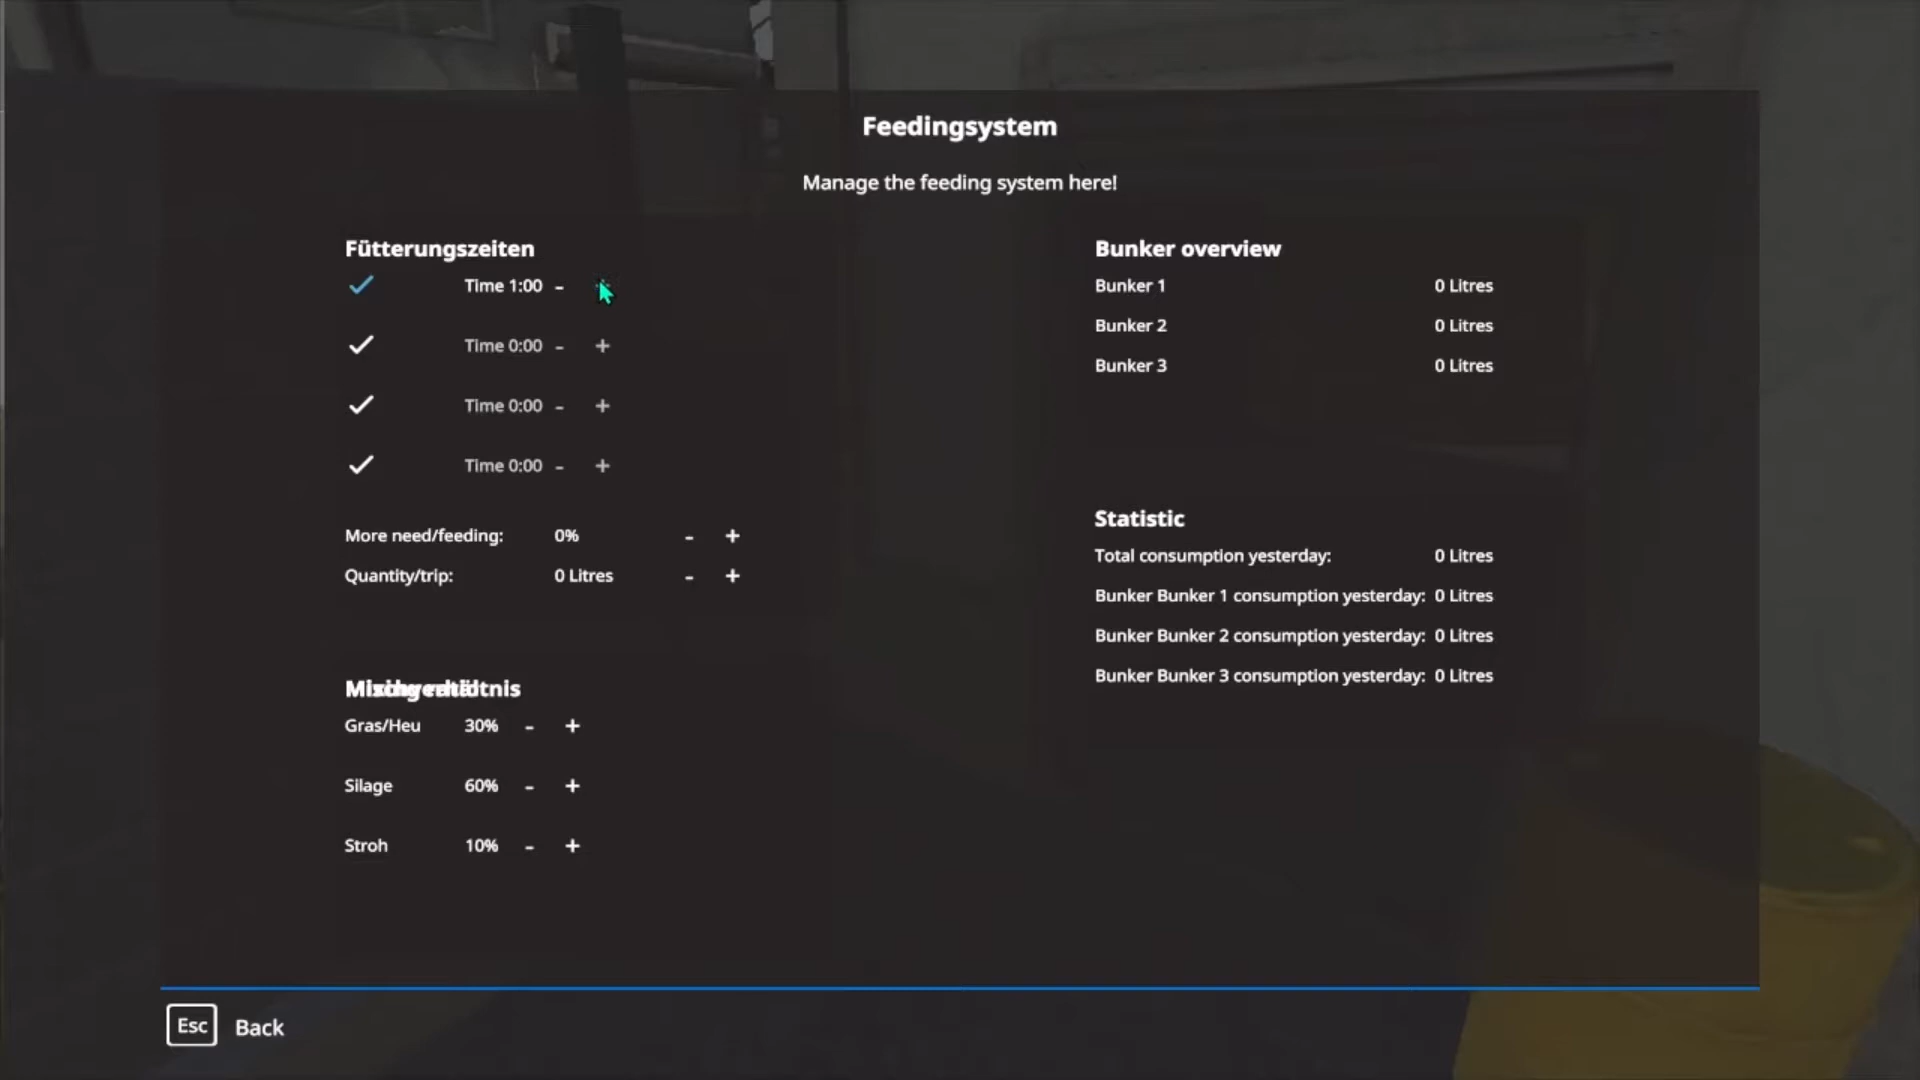 Feedingsystem
Manage the feeding system here!
Fütterungszeiten
Time 1:00 -
Time 0:00 - +
Time 0:00 - +
Time 0:00 - +
More need/feeding: 0% - +
Quantity/trip: 0 Litres - +
Gras/Heu 30% - +
Silage 60% - +
Stroh 10% - +
Bunker overview
Bunker 1 0 Litres
Bunker 2 0 Litres
Bunker 3 0 Litres
Statistic
Total consumption yesterday: 0 Litres
Bunker Bunker 1 consumption yesterday: 0 Litres
Bunker Bunker 2 consumption yesterday: 0 Litres
Bunker Bunker 3 consumption yesterday: 0 Litres
Esc Back